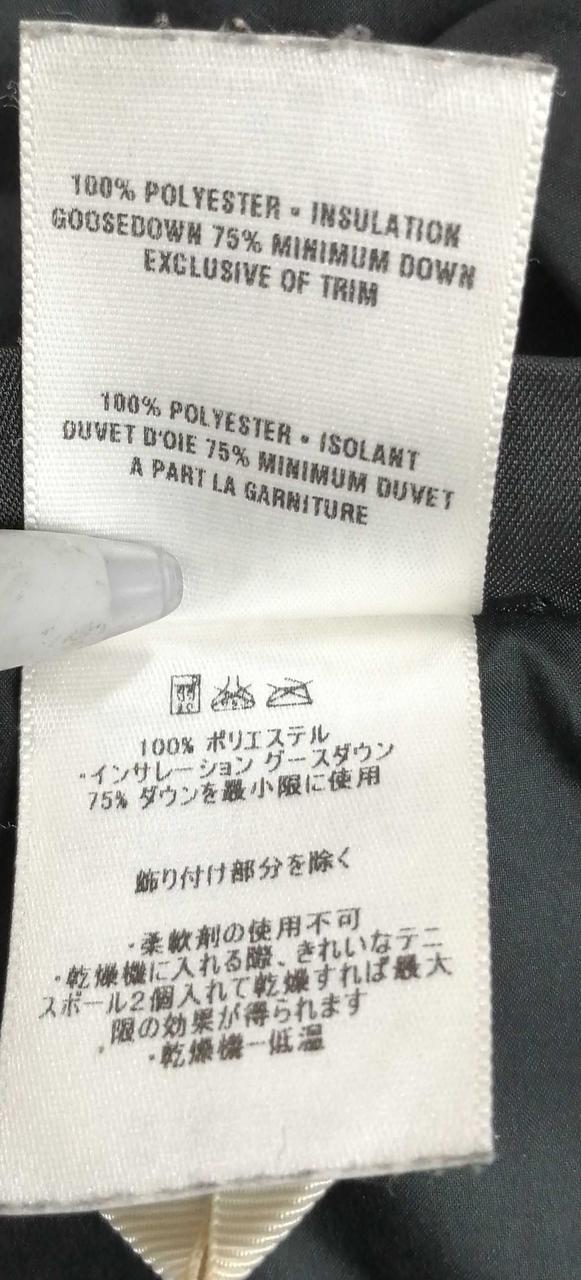 100% POLYESTER • INSULATION
GOOSEDOWN 75% MINIMUM DOWN
EXCLUSIVE OF TRIM
100% POLYESTER • ISOLANT
DUVET D'OIE 75% MINIMUM DUVET
A PART LA GARNITURE
100% ポリエステル
・インサレーション グースダウン
75% ダウンを最小限に使用
飾り付け部分を除く
・柔軟剤の使用不可
・乾燥機に入れる際、きれいなテニ
スボール2個入れて乾燥すれば最大
限の効果が得られます
・乾燥機ー低温